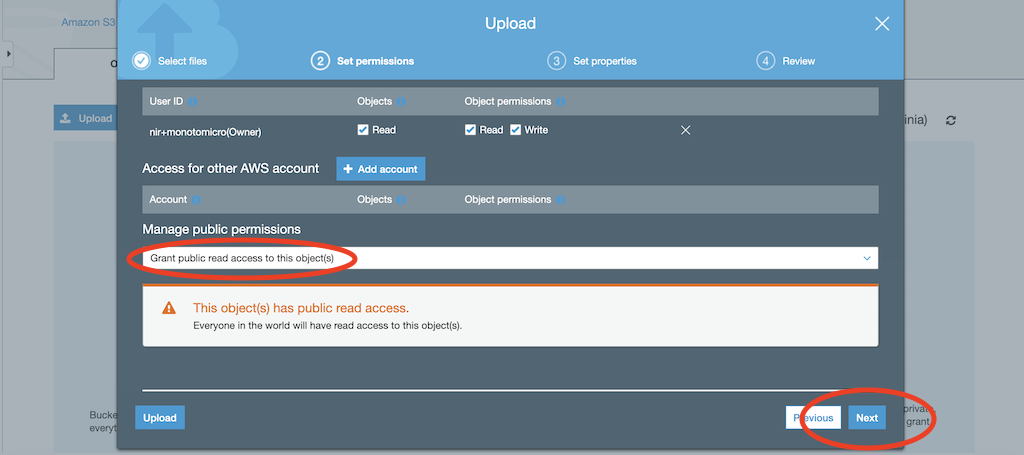 Amazon S3
Upload
Select files
2 Set permissions
3 Set properties
4 Review
User ID Objects Object permissions
Upload
inia)
nir+monotomicro(Owner) Read Read Write
Access for other AWS account + Add account
Account Objects Object permissions
Manage public permissions
Grant public read access to this object(s)
This object(s) has public read access.
Everyone in the world will have read access to this object(s).
Bucke
everyt
Upload
Previous
Next
private
grant